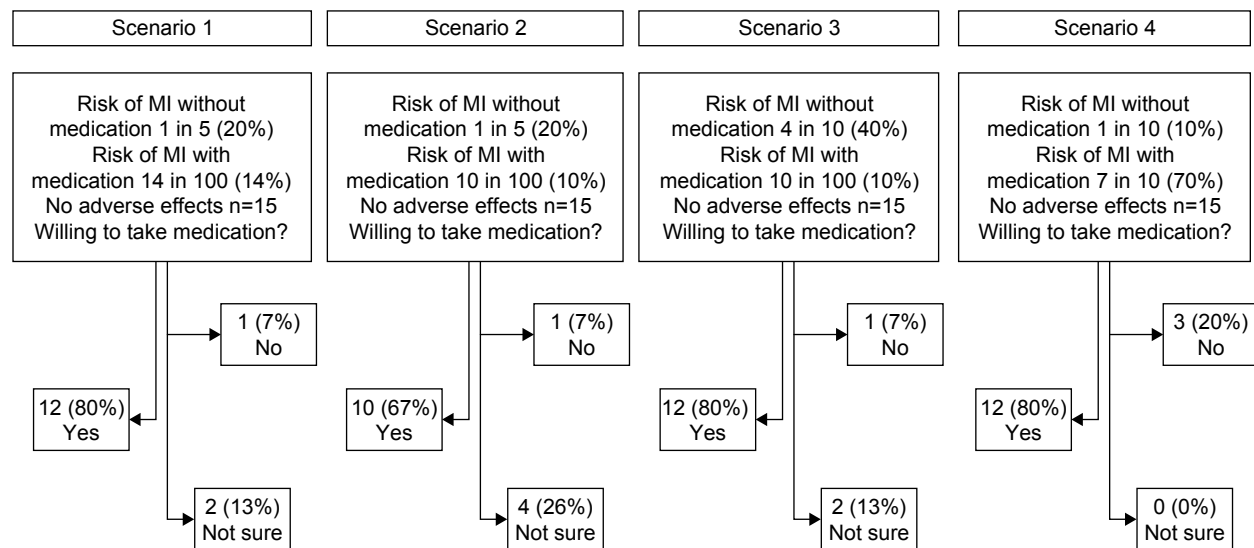 Scenario 1
Scenario 2
Scenario 3
Scenario 4
Risk of MI without
medication 1 in 5 (20%)
Risk of MI with
medication 14 in 100 (14%)
No adverse effects n=15
Willing to take medication?
Risk of MI without
medication 1 in 5 (20%)
Risk of MI with
medication 10 in 100 (10%)
No adverse effects n=15
Willing to take medication?
Risk of MI without
medication 4 in 10 (40%)
Risk of MI with
medication 10 in 100 (10%)
No adverse effects n=15
Willing to take medication?
Risk of MI without
medication 1 in 10 (10%)
Risk of MI with
medication 7 in 10 (70%)
No adverse effects n=15
Willing to take medication?
1 (7%)
No
1 (7%)
No
1 (7%)
No
3 (20%)
No
12 (80%)
Yes
10 (67%)
Yes
12 (80%)
Yes
12 (80%)
Yes
2 (13%)
Not sure
4 (26%)
Not sure
2 (13%)
Not sure
0 (0%)
Not sure